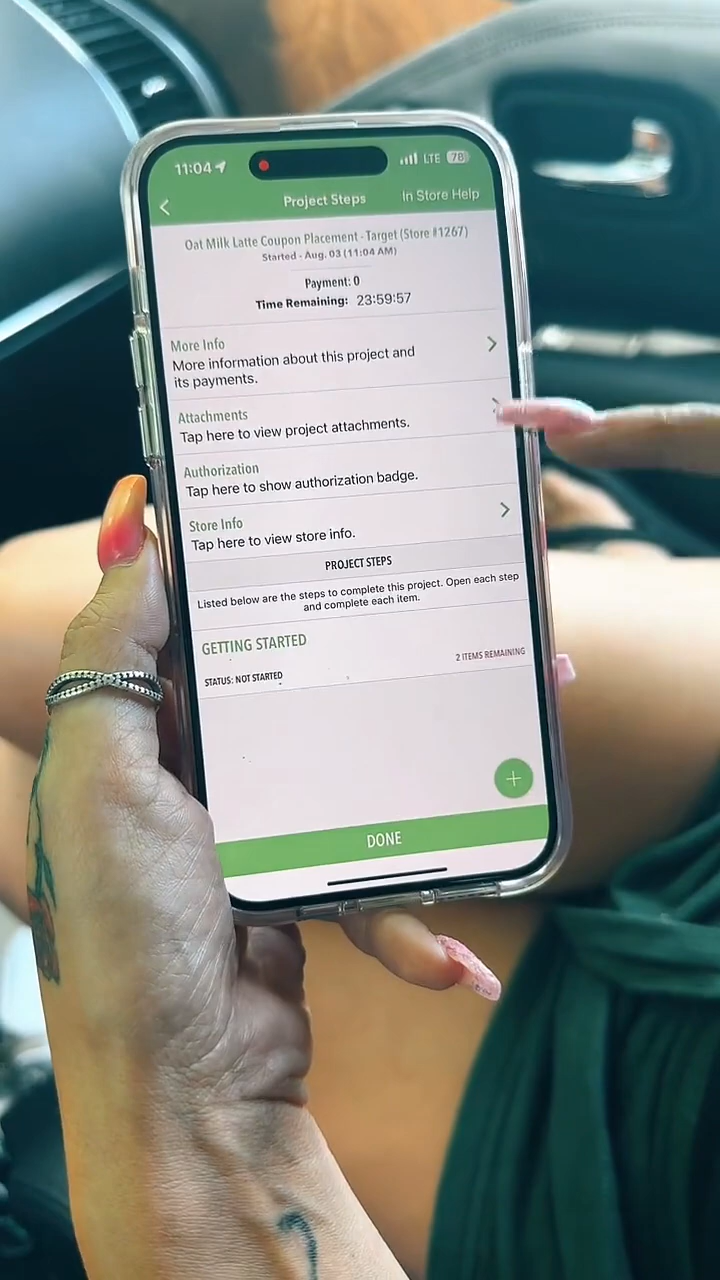 11:04 LTE 78
Project Steps In Store Help
Oat Milk Latte Coupon Placement - Target (Store #1267)
Started - Aug. 03 (11:04 AM)
Payment: 0
Time Remaining: 23:59:57
More Info
More information about this project and
its payments.
Attachments
Tap here to view project attachments.
Authorization
Tap here to show authorization badge.
Store Info
Tap here to view store info.
PROJECT STEPS
Listed below are the steps to complete this project. Open each step
and complete each item.
GETTING STARTED
STATUS: NOT STARTED 2 ITEMS REMAINING
DONE